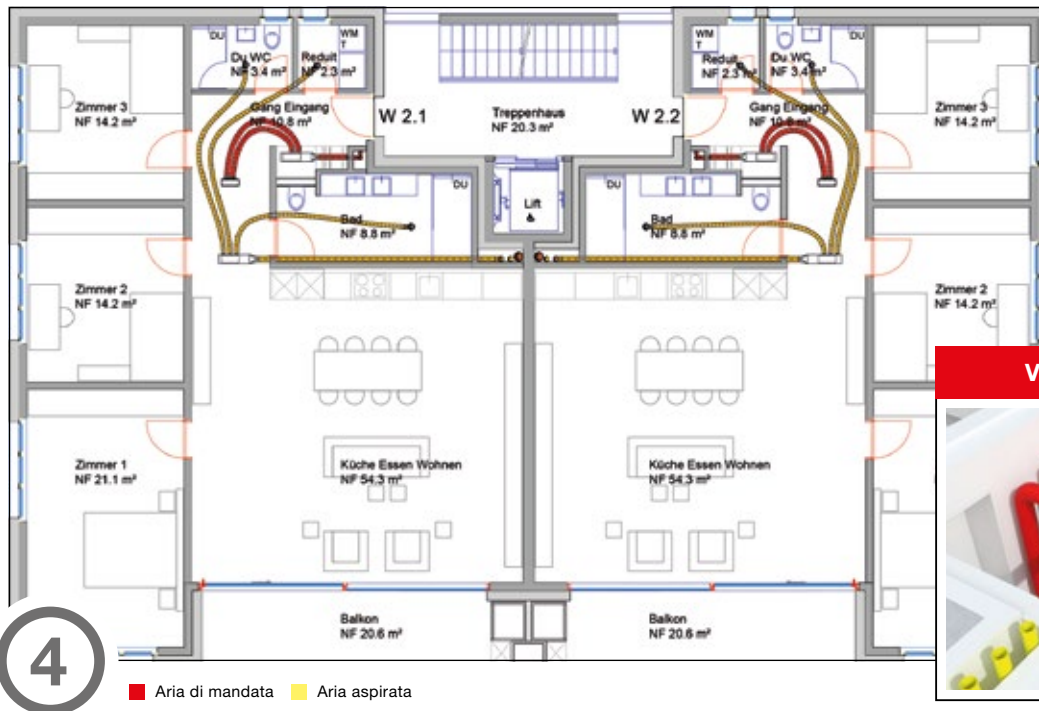 DU
Du WC
NF 3.4 m²
Reduit
NF 2.3 m²
WM
T
Zimmer 3
NF 14.2 m²
Gang Eingang
NF 10.8 m²
W 2.1
Treppenhaus
NF 20.3 m²
W 2.2
WM
T
Reduit
NF 2.3 m²
Du WC
NF 3.4 m²
DU
Gang Eingang
NF 10.8 m²
Zimmer 3
NF 14.2 m²
DU
Lift
DU
Bad
NF 8.8 m²
Bad
NF 8.8 m²
Zimmer 2
NF 14.2 m²
Zimmer 2
NF 14.2 m²
Zimmer 1
NF 21.1 m²
Küche Essen Wohnen
NF 54.3 m²
Küche Essen Wohnen
NF 54.3 m²
Balkon
NF 20.6 m²
Balkon
NF 20.6 m²
4
Aria di mandata
Aria aspirata